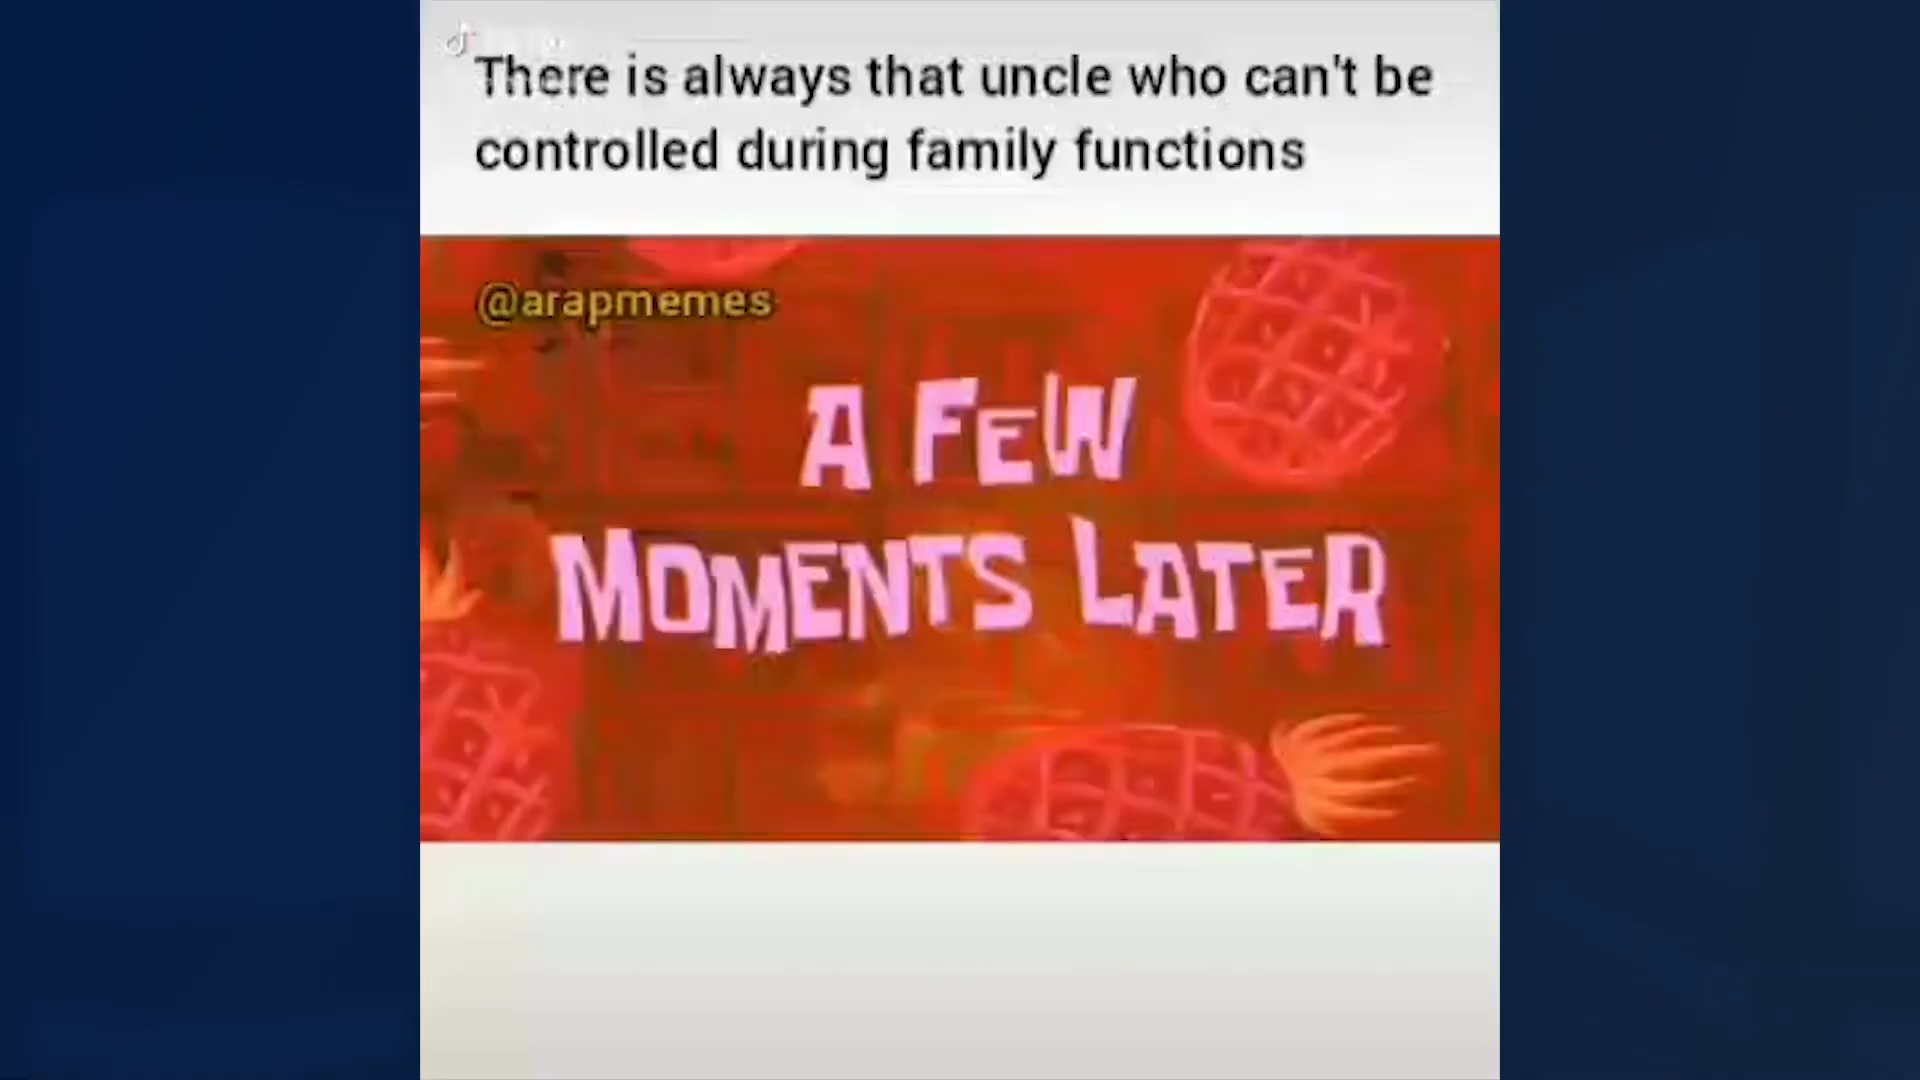 There is always that uncle who can't be
controlled during family functions
@arapmemes
A FEW
MOMENTS LATER